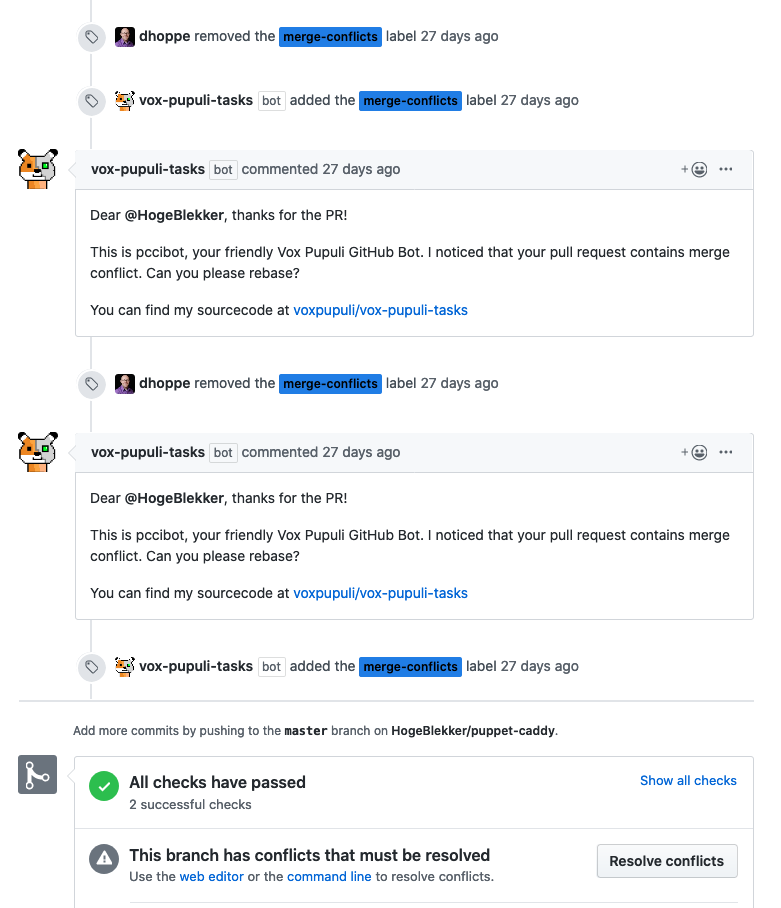 dhoppe removed the merge-conflicts label 27 days ago
vox-pupuli-tasks bot added the merge-conflicts label 27 days ago
vox-pupuli-tasks bot commented 27 days ago
Dear @HogeBlekker, thanks for the PR!
This is pccibot, your friendly Vox Pupuli GitHub Bot. I noticed that your pull request contains merge
conflict. Can you please rebase?
You can find my sourcecode at voxpupuli/vox-pupuli-tasks
dhoppe removed the merge-conflicts label 27 days ago
vox-pupuli-tasks bot commented 27 days ago
Dear @HogeBlekker, thanks for the PR!
This is pccibot, your friendly Vox Pupuli GitHub Bot. I noticed that your pull request contains merge
conflict. Can you please rebase?
You can find my sourcecode at voxpupuli/vox-pupuli-tasks
vox-pupuli-tasks bot added the merge-conflicts label 27 days ago
Add more commits by pushing to the master branch on HogeBlekker/puppet-caddy.
All checks have passed
Show all checks
2 successful checks
This branch has conflicts that must be resolved
Resolve conflicts
Use the web editor or the command line to resolve conflicts.